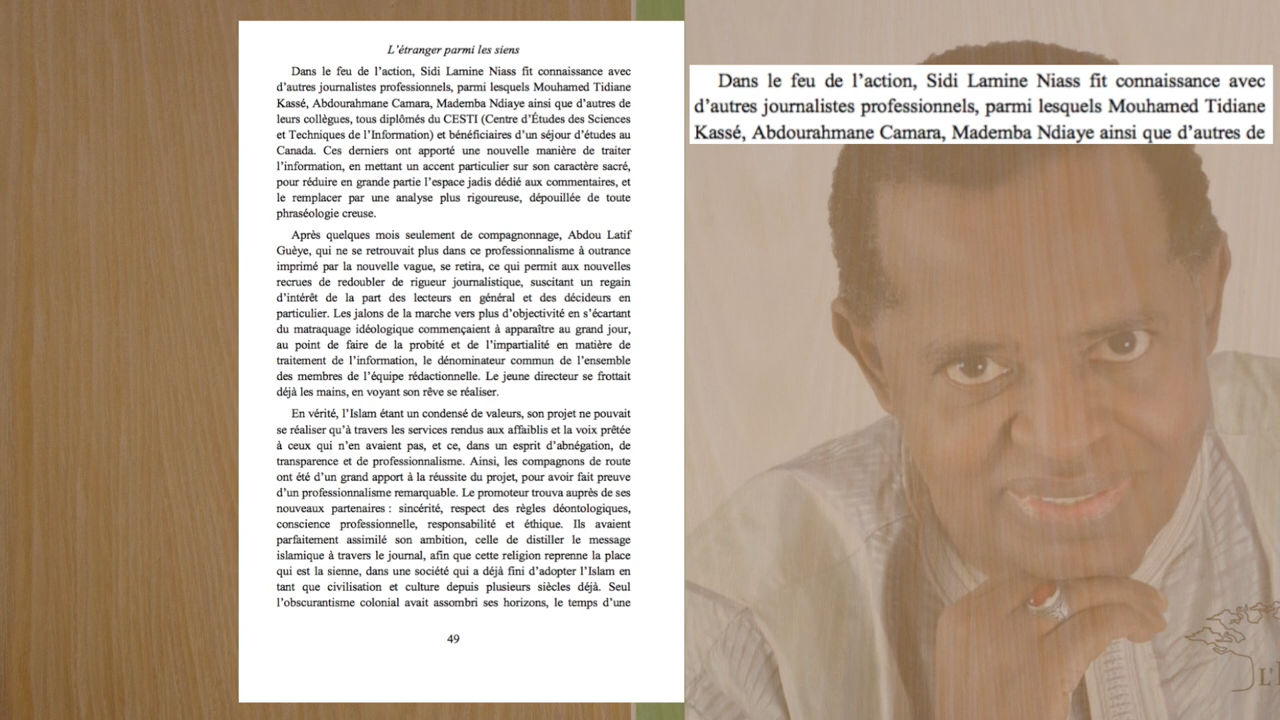 L'étranger parmi les siens
Dans le feu de l'action, Sidi Lamine Niass fit connaissance avec
d'autres journalistes professionnels, parmi lesquels Mouhamed Tidiane
Kassé, Abdourahmane Camara, Mademba Ndiaye ainsi que d'autres de
leurs collègues, tous diplômés du CESTI (Centre d'Études des Sciences
et Techniques de l'Information) et bénéficiaires d'un séjour d'études au
Canada. Ces derniers ont apporté une nouvelle manière de traiter
l'information, en mettant un accent particulier sur son caractère sacré,
pour réduire en grande partie l'espace jadis dédié aux commentaires, et
le remplacer par une analyse plus rigoureuse, dépouillée de toute
phraséologie creuse.
Après quelques mois seulement de compagnonnage, Abdou Latif
Guèye, qui ne se retrouvait plus dans ce professionnalisme à outrance
imprimé par la nouvelle vague, se retira, ce qui permit aux nouvelles
recrues de redoubler de rigueur journalistique, suscitant un regain
d'intérêt de la part des lecteurs en général et des décideurs en
particulier. Les jalons de la marche vers plus d'objectivité en s'écartant
du matraquage idéologique commençaient à apparaître au grand jour,
au point de faire de la probité et de l'impartialité en matière de
traitement de l'information, le dénominateur commun de l'ensemble
des membres de l'équipe rédactionnelle. Le jeune directeur se frottait
déjà les mains, en voyant son rêve se réaliser.
En vérité, l'Islam étant un condensé de valeurs, son projet ne pouvait
se réaliser qu'à travers les services rendus aux affaiblis et la voix prêtée
à ceux qui n'en avaient pas, et ce, dans un esprit d'abnégation, de
transparence et de professionnalisme. Ainsi, les compagnons de route
ont été d'un grand apport à la réussite du projet, pour avoir fait preuve
d'un professionnalisme remarquable. Le promoteur trouva auprès de ses
nouveaux partenaires : sincérité, respect des règles déontologiques,
conscience professionnelle, responsabilité et éthique. Ils avaient
parfaitement assimilé son ambition, celle de distiller le message
islamique à travers le journal, afin que cette religion reprenne la place
qui est la sienne, dans une société qui a déjà fini d'adopter l'Islam en
tant que civilisation et culture depuis plusieurs siècles déjà. Seul
l'obscurantisme colonial avait assombri ses horizons, le temps d'une
49
Dans le feu de l'action, Sidi Lamine Niass fit connaissance avec
d'autres journalistes professionnels, parmi lesquels Mouhamed Tidiane
Kassé, Abdourahmane Camara, Mademba Ndiaye ainsi que d'autres de